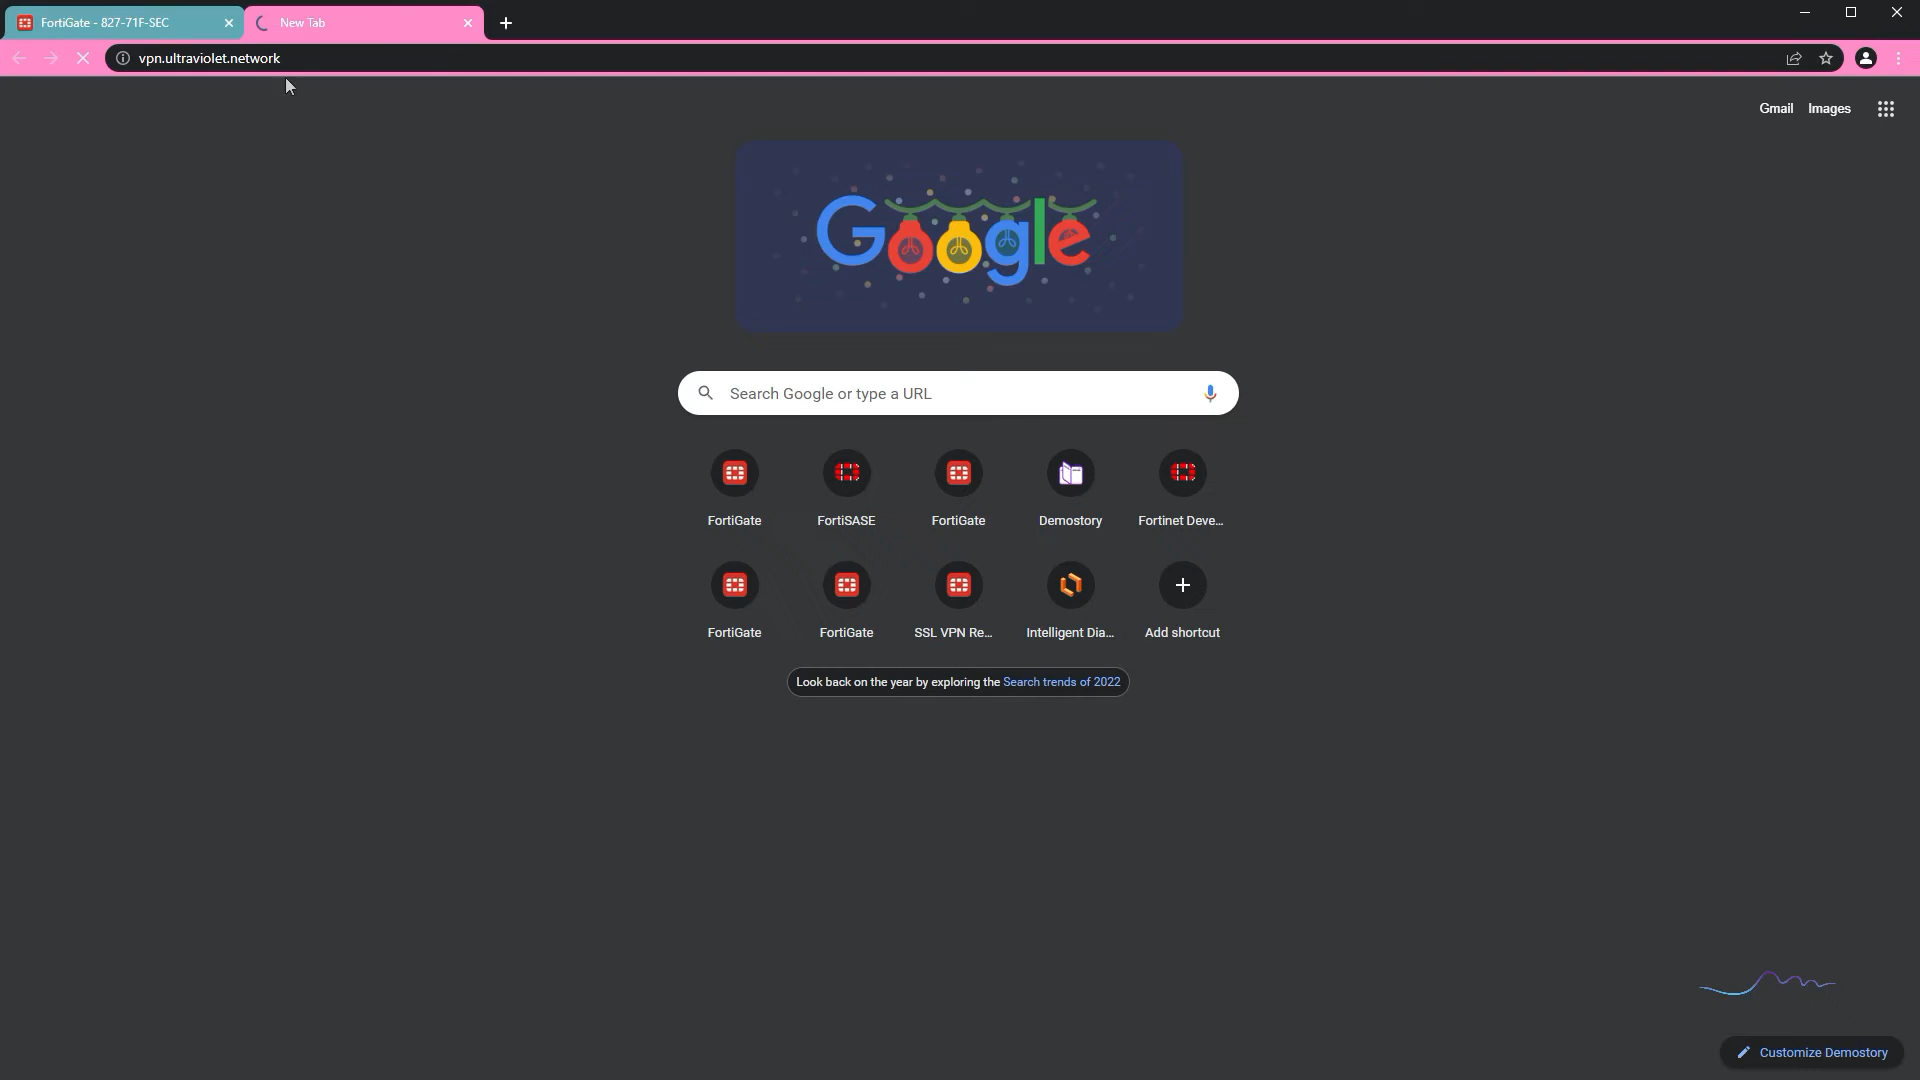 FortiGate - 827-71F-SEC
New Tab
vpn.ultraviolet.network
Gmail Images
Google
Search Google or type a URL
FortiGate FortiSASE FortiGate Demostory Fortinet Deve...
FortiGate FortiGate SSL VPN Re... Intelligent Dia... Add shortcut
Look back on the year by exploring the Search trends of 2022
Customize Demostory